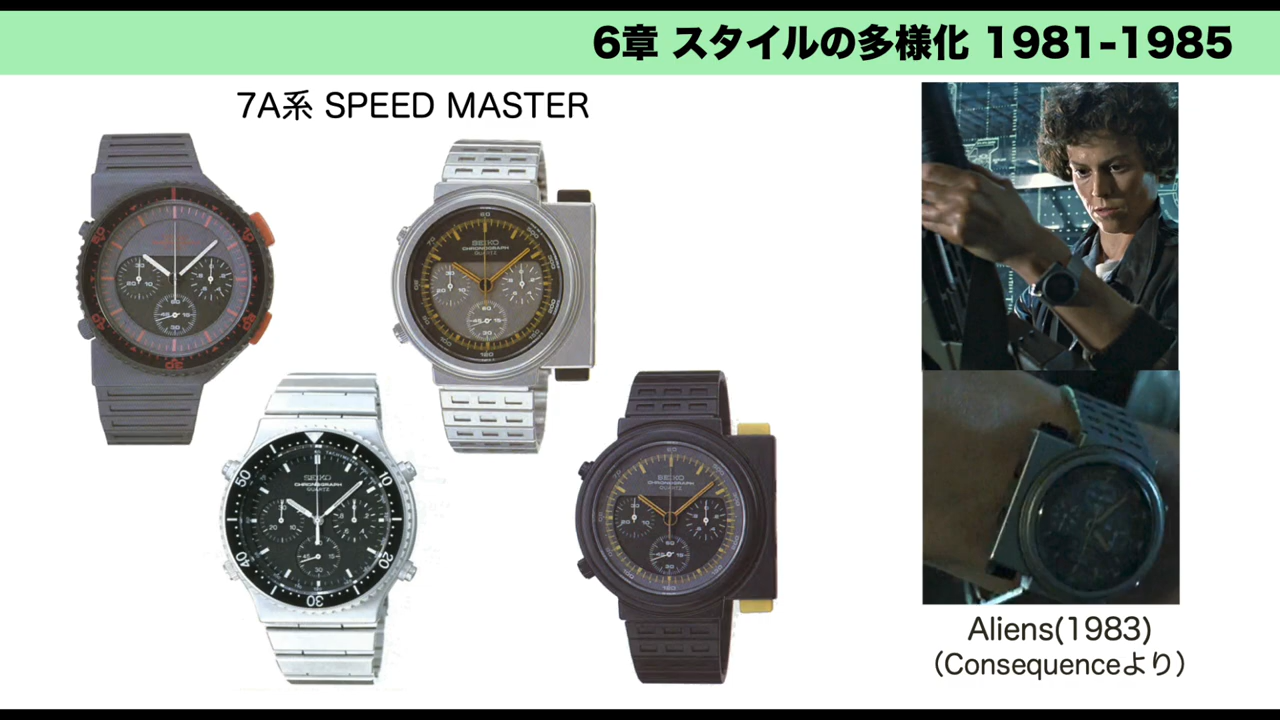 6章 スタイルの多様化 1981-1985
7A系 SPEED MASTER
SEIKO
CHRONOGRAPH
QUARTZ
SEIKO
CHRONOGRAPH
QUARTZ
SEIKO
CHRONOGRAPH
QUARTZ
Aliens(1983)
(Consequenceより)